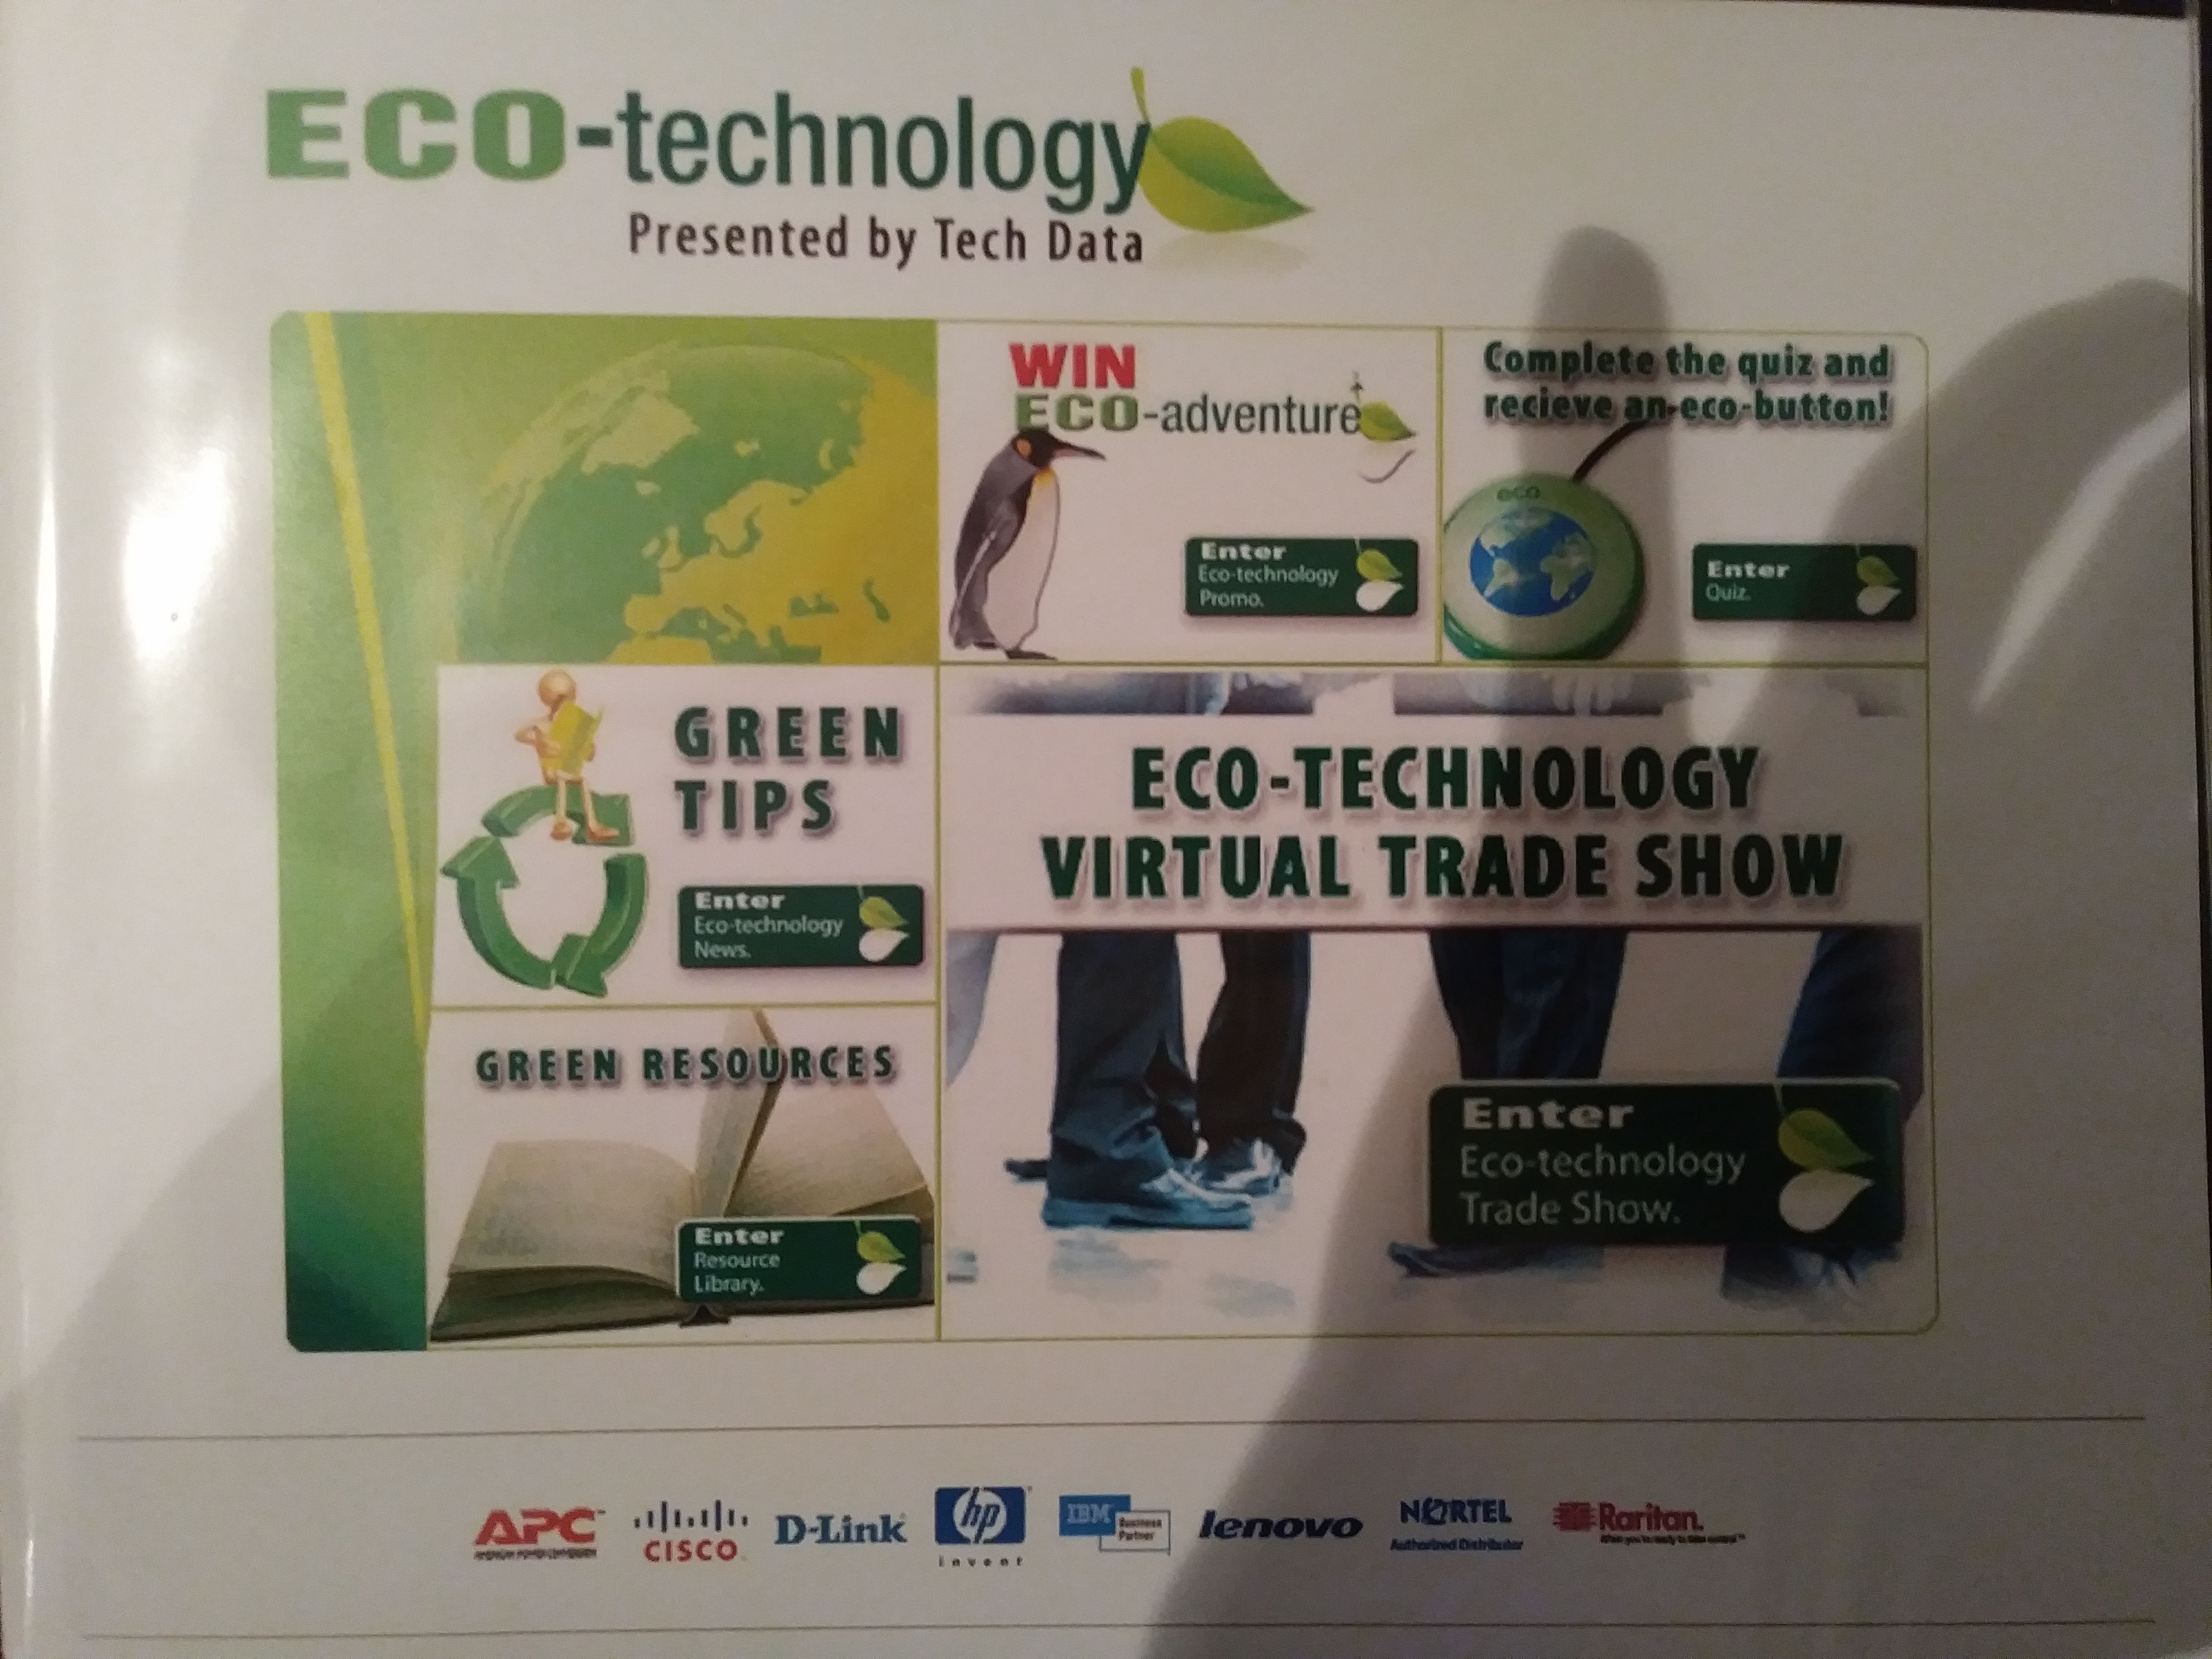 ECO-technology
Presented by Tech Data
WIN
ECO-adventure
Enter
Eco-technology
Promo.
Complete the quiz and
recieve an eco-button!
eco
Enter
Quiz.
GREEN
TIPS
Enter
Eco-technology
News.
ECO-TECHNOLOGY
VIRTUAL TRADE SHOW
Enter
Eco-technology
Trade Show.
GREEN RESOURCES
Enter
Resource
Library.
APC
AMERICAN POWER CONVERSION
CISCO
D-Link
hp
invent
IBM
Business
Partner
lenovo
NORTEL
Authorized Distributor
Raritan.